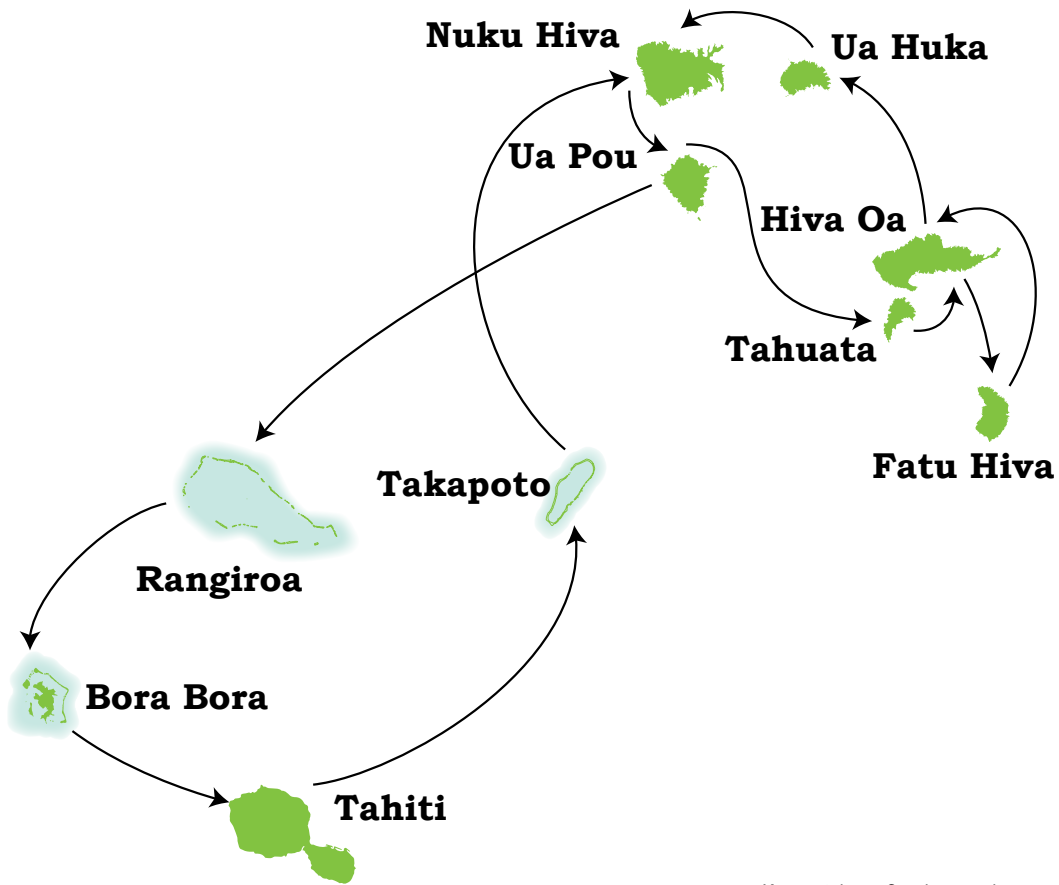 Nuku Hiva
Ua Huka
Ua Pou
Hiva Oa
Tahuata
Fatu Hiva
Takapoto
Rangiroa
Bora Bora
Tahiti